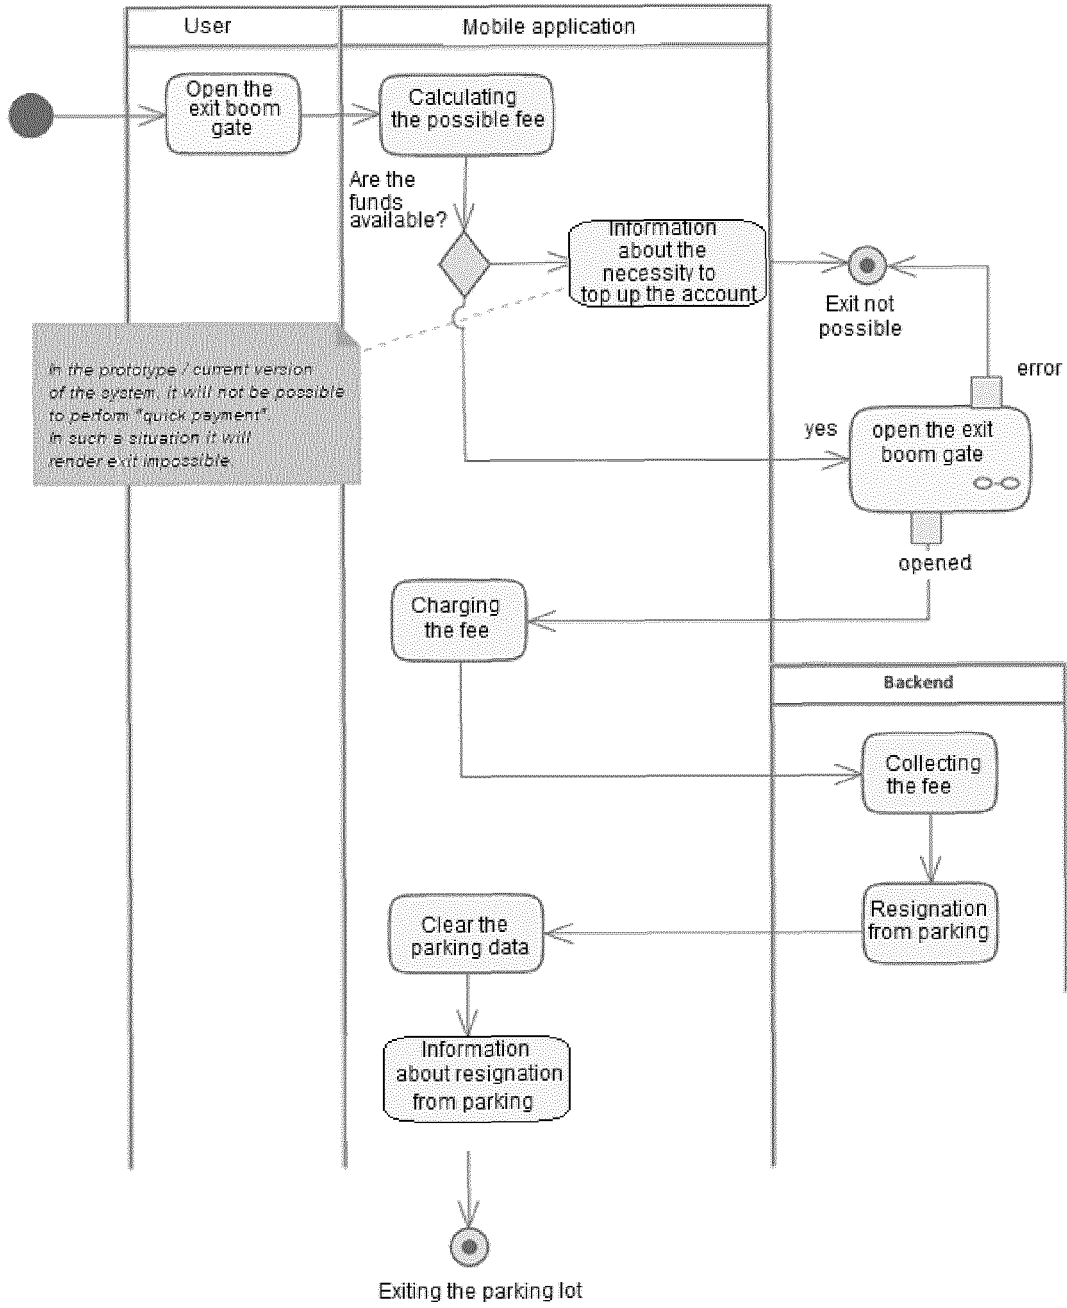 User
Mobile application
Open the
exit boom
gate
Calculating
the possible fee
Are the
funds
available?
Information
about the
necessity to
top up the account
Exit not
possible
In the prototype / current version
of the system, it will not be possible
to perform "quick payment".
In such a situation it will
render exit impossible
error
yes
open the exit
boom gate
opened
Charging
the fee
Backend
Collecting
the fee
Resignation
from parking
Clear the
parking data
Information
about resignation
from parking
Exiting the parking lot